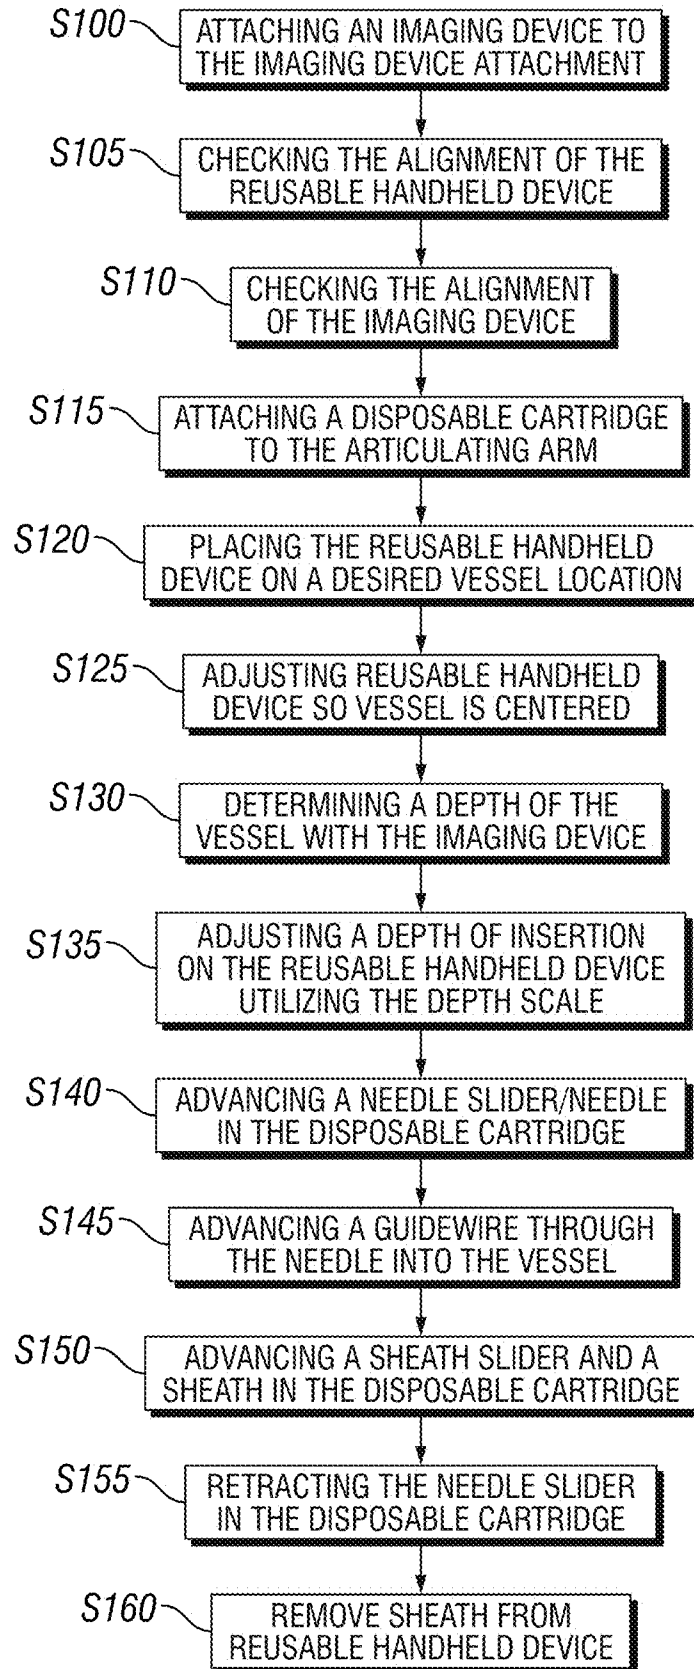 S100
ATTACHING AN IMAGING DEVICE TO
THE IMAGING DEVICE ATTACHMENT
S105
CHECKING THE ALIGNMENT OF THE
REUSABLE HANDHELD DEVICE
S110
CHECKING THE ALIGNMENT
OF THE IMAGING DEVICE
S115
ATTACHING A DISPOSABLE CARTRIDGE
TO THE ARTICULATING ARM
S120
PLACING THE REUSABLE HANDHELD
DEVICE ON A DESIRED VESSEL LOCATION
S125
ADJUSTING REUSABLE HANDHELD
DEVICE SO VESSEL IS CENTERED
S130
DETERMINING A DEPTH OF THE
VESSEL WITH THE IMAGING DEVICE
S135
ADJUSTING A DEPTH OF INSERTION
ON THE REUSABLE HANDHELD DEVICE
UTILIZING THE DEPTH SCALE
S140
ADVANCING A NEEDLE SLIDER/NEEDLE
IN THE DISPOSABLE CARTRIDGE
S145
ADVANCING A GUIDEWIRE THROUGH
THE NEEDLE INTO THE VESSEL
S150
ADVANCING A SHEATH SLIDER AND A
SHEATH IN THE DISPOSABLE CARTRIDGE
S155
RETRACTING THE NEEDLE SLIDER
IN THE DISPOSABLE CARTRIDGE
S160
REMOVE SHEATH FROM
REUSABLE HANDHELD DEVICE